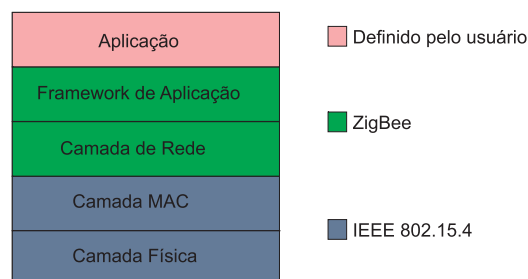 Aplicação
Definido pelo usuário
Framework de Aplicação
ZigBee
Camada de Rede
Camada MAC
IEEE 802.15.4
Camada Física